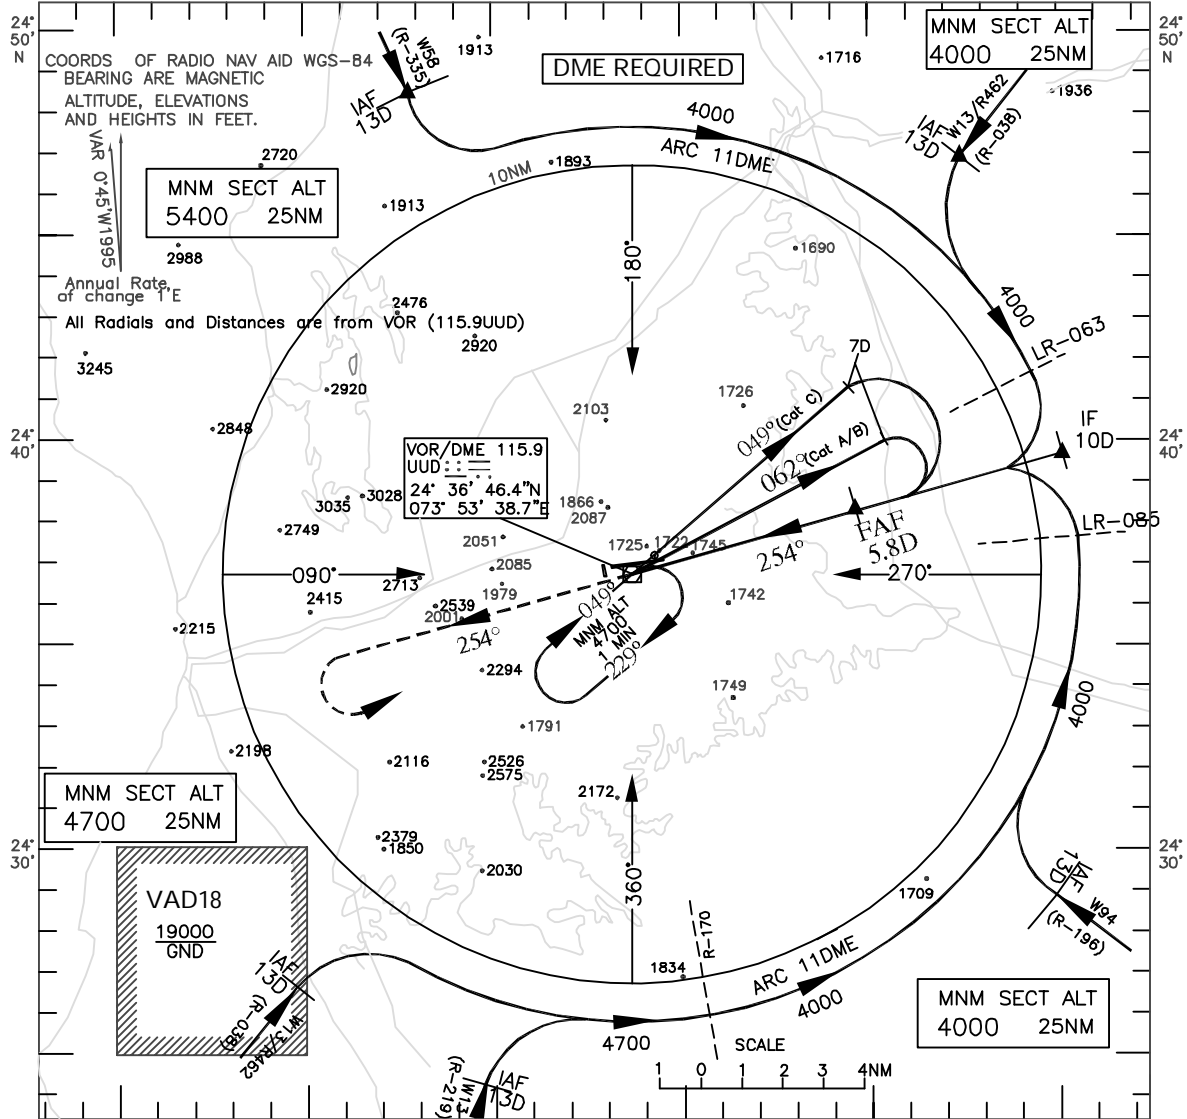 24°
50'
N
24°
50'
N
COORDS OF RADIO NAV AID WGS-84
BEARING ARE MAGNETIC
ALTITUDE, ELEVATIONS
AND HEIGHTS IN FEET.
VAR 0°45'W1995
Annual Rate
of change 1'E
All Radials and Distances are from VOR (115.9UUD)
DME REQUIRED
MNM SECT ALT
4000 25NM
MNM SECT ALT
5400 25NM
1913
W58
(R-335)
IAF
13D
1716
1936
W13/R462
(R-038)
IAF
13D
4000
ARC 11DME
10NM
1893
2720
1913
2988
180°
1690
4000
2476
2920
3245
2920
2848
LR-063
7D
1726
2103
049°(Cat C)
062°(Cat A/B)
IF
10D
24°
40'
24°
40'
VOR/DME 115.9
UUD
24° 36' 46.4"N
073° 53' 38.7"E
3028
3035
2749
1866
2087
FAF
5.8D
LR-085
2051
1725
1722
1745
254°
2085
090°
2713
270°
1979
2415
2539
2001
2215
254°
049°
MNM ALT
4700
1 MIN
229°
1742
2294
1749
1791
4000
2198
2116
2526
2575
2172
MNM SECT ALT
4700 25NM
2379
1850
24°
30'
24°
30'
2030
360°
1709
IAF
13D
W94
(R-196)
VAD18
19000
GND
R-170
1834
ARC 11DME
4000
IAF
13D
(R-038)
W13/R462
4700
MNM SECT ALT
4000 25NM
SCALE
1 0 1 2 3 4NM
(R-219)
W13
IAF
13D